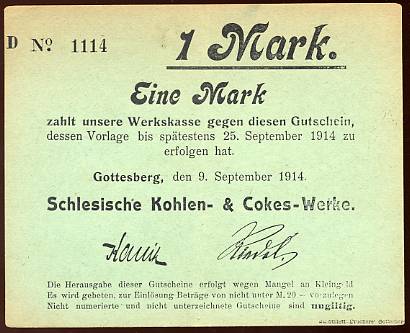 D No. 1114
1 Mark.
Eine Mark
zahlt unsere Werkskasse gegen diesen Gutschein,
dessen Vorlage bis spätestens 25. September 1914 zu
erfolgen hat.
Gottesberg, den 9. September 1914.
Schlesische Kohlen- & Cokes-Werke.
Die Herausgabe dieser Gutscheine erfolgt wegen Mangel an Kleingeld
Es wird gebeten, zur Einlösung Beträge von nicht unter M. 20 – vorzulegen
Nicht numerierte und nicht unterzeichnete Gutscheine sind ungiltig.